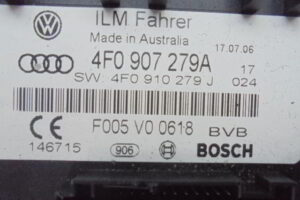 ILM Fahrer
Made in Australia 17.07.06
4F0 907 279A 17
SW: 4F0 910 279 J 024
F005 V0 0618 BVB
146715 906 BOSCH